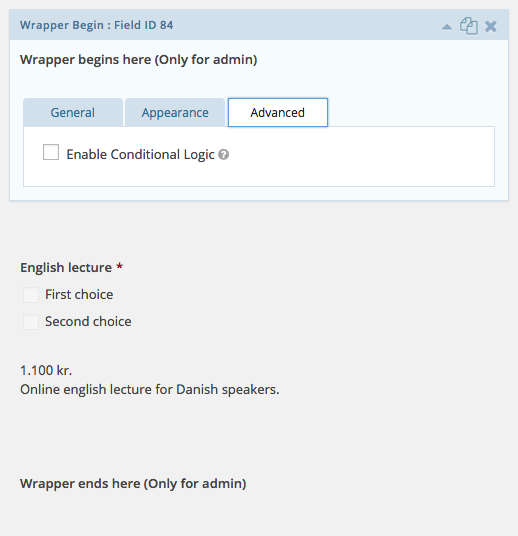 Wrapper Begin : Field ID 84
Wrapper begins here (Only for admin)
General Appearance Advanced
Enable Conditional Logic ?
English lecture *
First choice
Second choice
1.100 kr.
Online english lecture for Danish speakers.
Wrapper ends here (Only for admin)